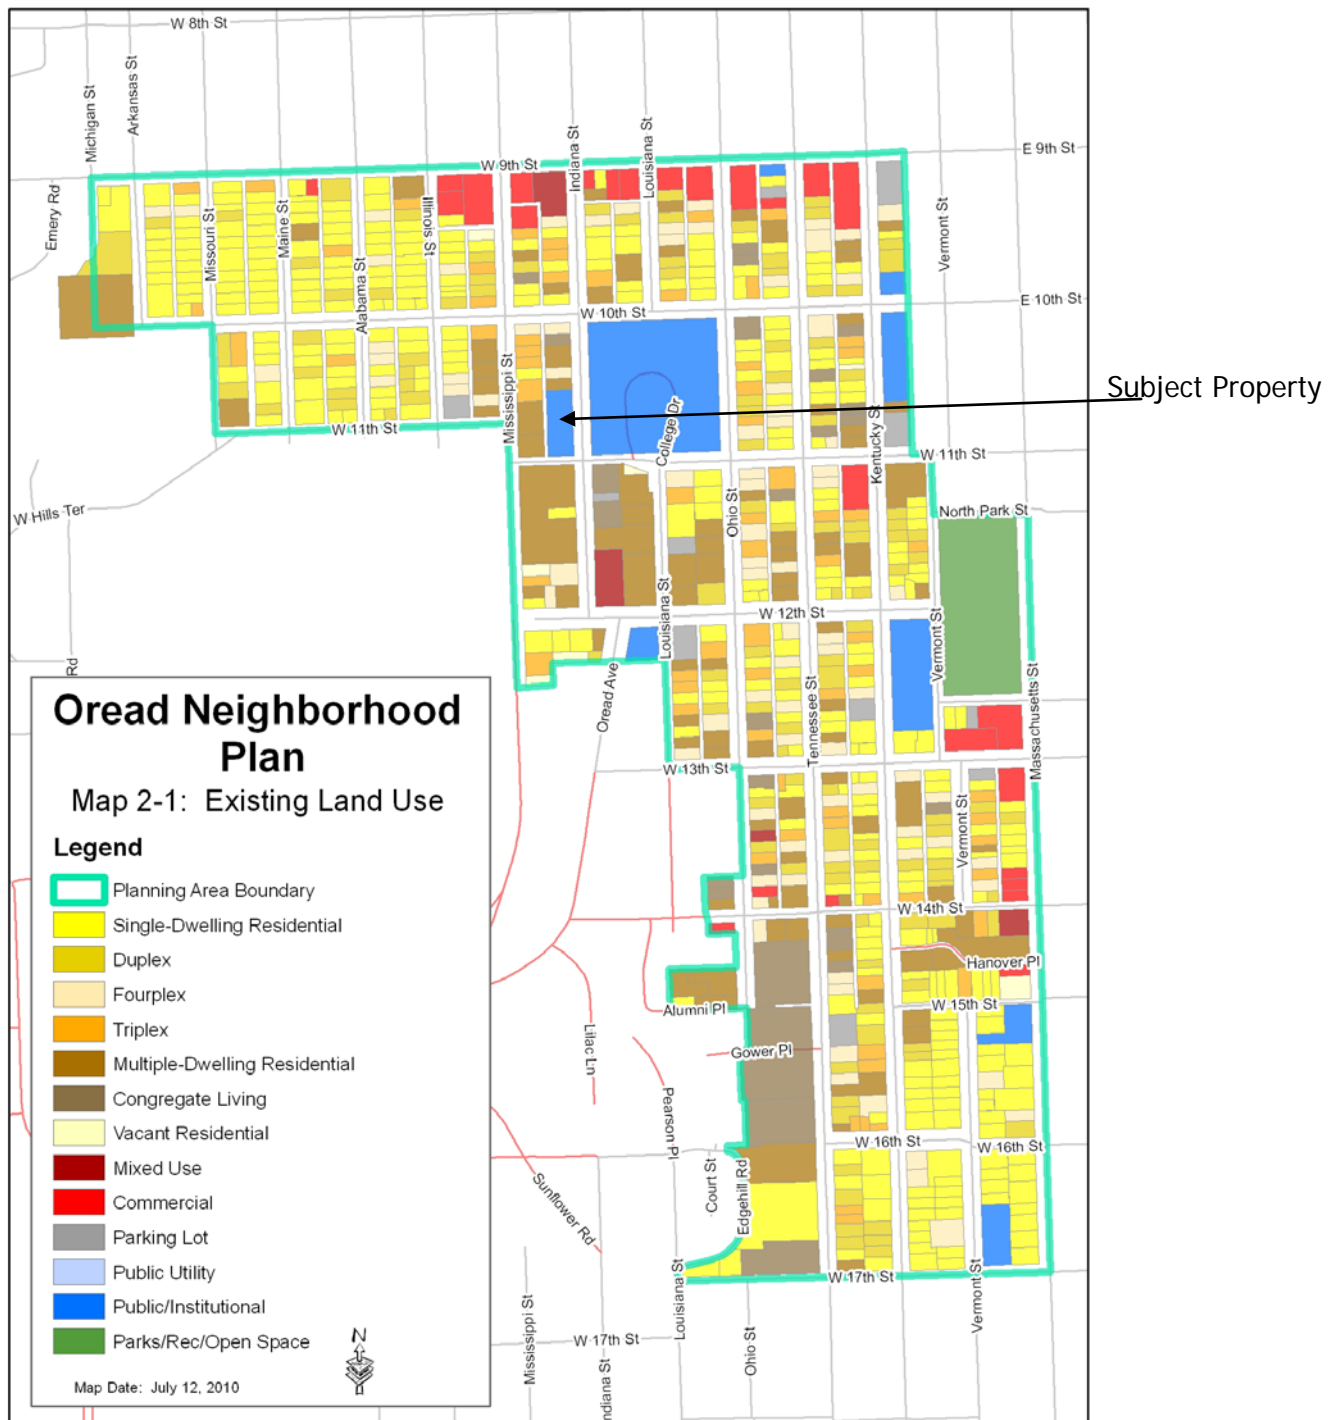 W 8th St
Michigan St
Arkansas St
Emery Rd
W 9th St
Indiana St
Louisiana St
E 9th St
Missouri St
Maine St
Alabama St
Illinois St
Vermont St
E 10th St
W 10th St
Mississippi St
College Dr
Kentucky St
Subject Property
W 11th St
W 11th St
W Hills Ter
Ohio St
North Park St
Louisiana St
W 12th St
Vermont St
Rd
Oread Ave
Tennessee St
Massachusetts St
W 13th St
Vermont St
W 14th St
Hanover Pl
W 15th St
Alumni Pl
Gower Pl
Lilac Ln
Pearson Pl
W 16th St
W 16th St
Court St
Edgehill Rd
Sunflower Rd
W 17th St
Louisiana St
Vermont St
Mississippi St
W 17th St
Ohio St
ndiana St
Oread Neighborhood
Plan
Map 2-1: Existing Land Use
Legend
Planning Area Boundary
Single-Dwelling Residential
Duplex
Fourplex
Triplex
Multiple-Dwelling Residential
Congregate Living
Vacant Residential
Mixed Use
Commercial
Parking Lot
Public Utility
Public/Institutional
Parks/Rec/Open Space
N
Map Date: July 12, 2010